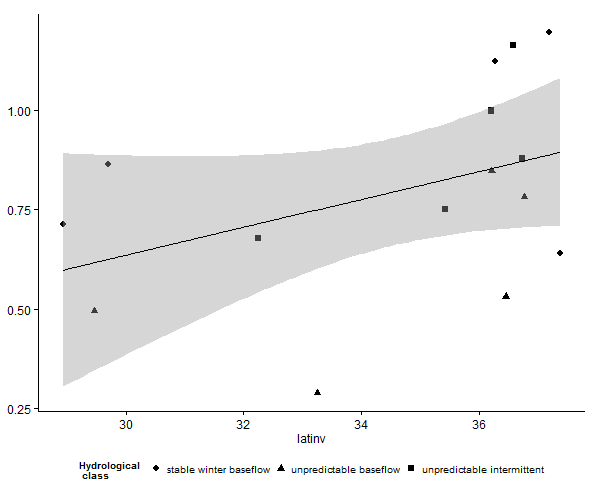 1.00
0.75
0.50
0.25
30 32 34 36
latinv
Hydrological
class
stable winter baseflow unpredictable baseflow unpredictable intermittent